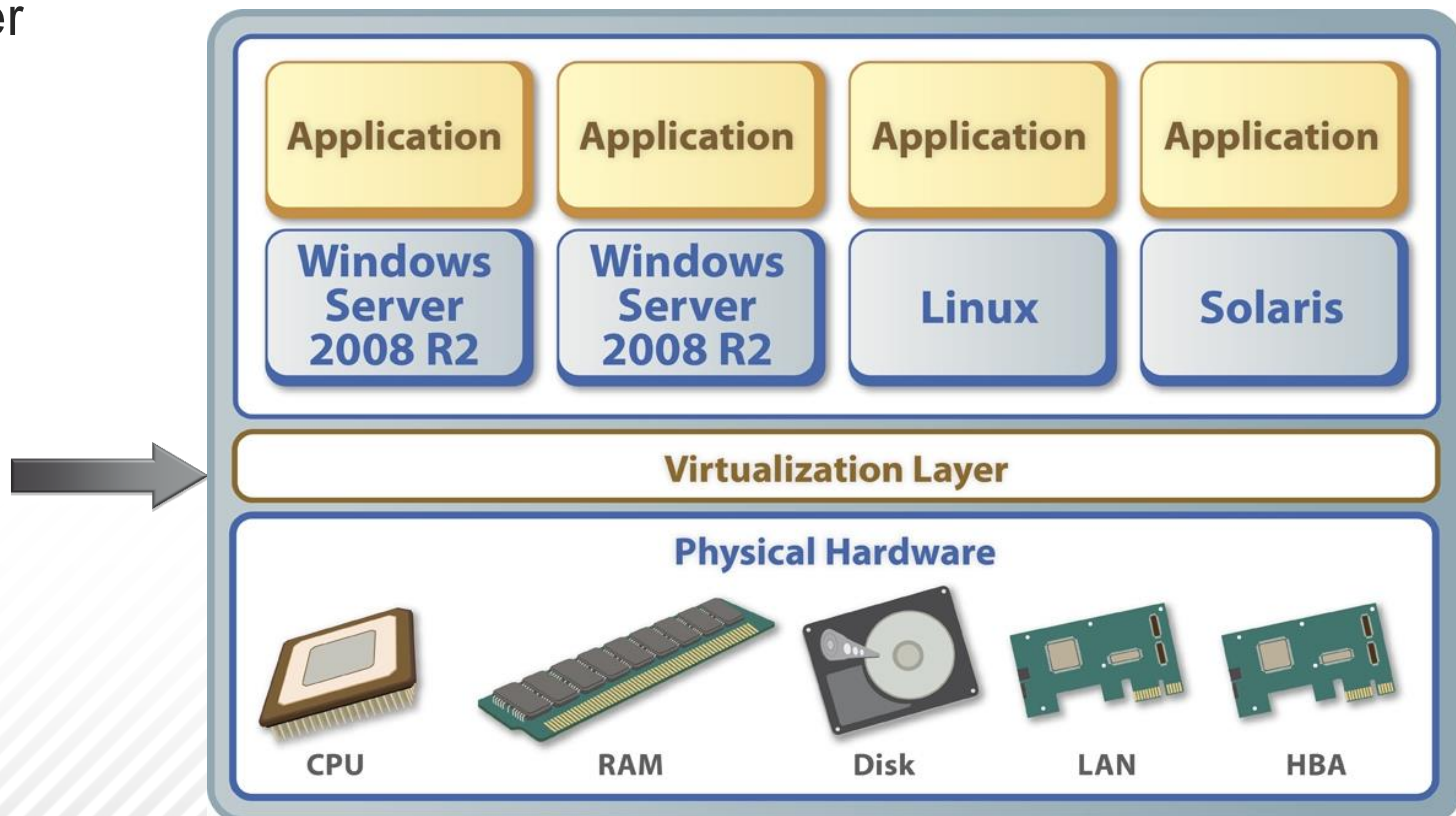 er
Application Application Application Application
Windows Server 2008 R2 Windows Server 2008 R2 Linux Solaris
Virtualization Layer
Physical Hardware
CPU RAM Disk LAN HBA